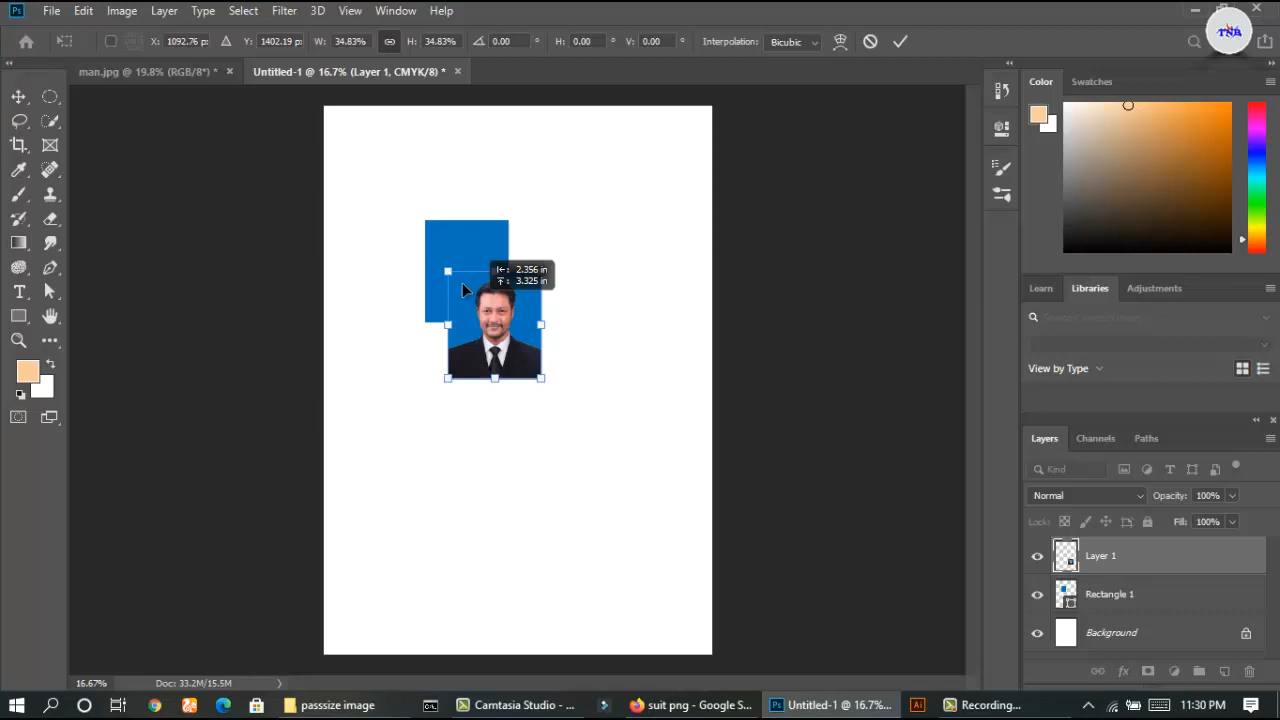 Ps File Edit Image Layer Type Select Filter 3D View Window Help
X: 1092.76 p Y: 1402.19 px W: 34.83% H: 34.83% 0.00 ° H: 0.00 ° V: 0.00 ° Interpolation: Bicubic
TNA
man.jpg @ 19.8% (RGB/8*) * × Untitled-1 @ 16.7% (Layer 1, CMYK/8) * ×
Color Swatches
2.356 in
3.325 in
Learn Libraries Adjustments
View by Type
Layers Channels Paths
Kind
Normal Opacity: 100%
Lock: Fill: 100%
Layer 1
Rectangle 1
Background
16.67% Doc: 33.2M/15.5M
passsize image Camtasia Studio - ... suit png - Google S... Ps Untitled-1 @ 16.7%... Ai Recording... 11:30 PM